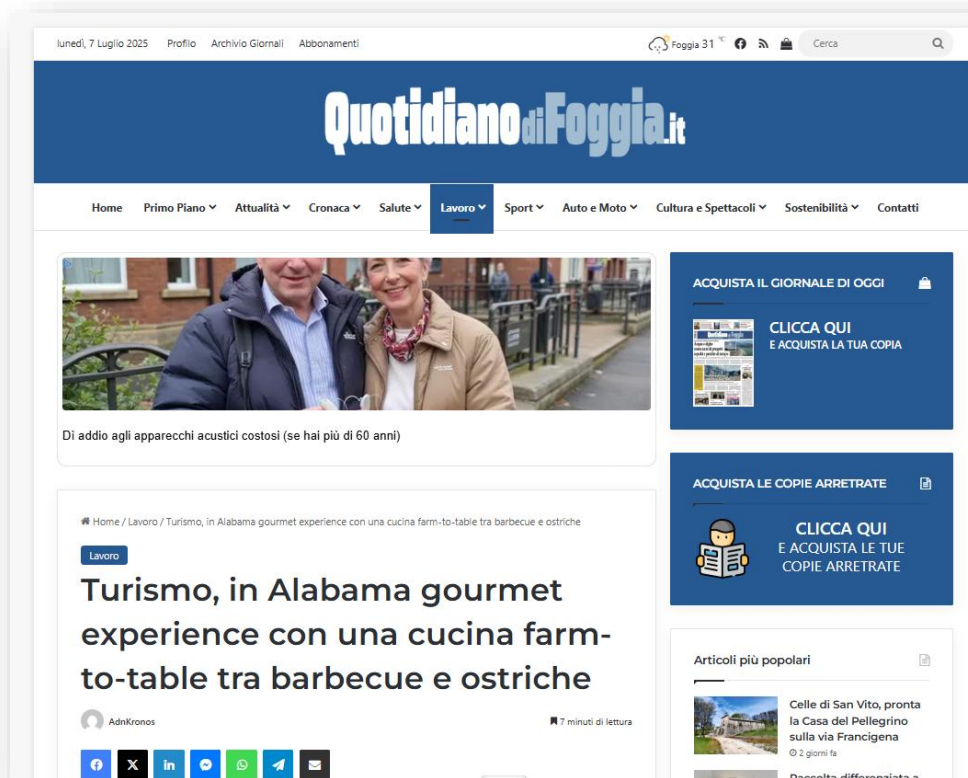 lunedì, 7 Luglio 2025 Profilo Archivio Giornali Abbonamenti Foggia 31 °C Cerca
QuotidianodiFoggia.it
Home Primo Piano Attualità Cronaca Salute Lavoro Sport Auto e Moto Cultura e Spettacoli Sostenibilità Contatti
Di addio agli apparecchi acustici costosi (se hai più di 60 anni)
Home / Lavoro / Turismo, in Alabama gourmet experience con una cucina farm-to-table tra barbecue e ostriche
Lavoro
Turismo, in Alabama gourmet
experience con una cucina farm-
to-table tra barbecue e ostriche
AdnKronos 7 minuti di lettura
ACQUISTA IL GIORNALE DI OGGI
CLICCA QUI
E ACQUISTA LA TUA COPIA
ACQUISTA LE COPIE ARRETRATE
CLICCA QUI
E ACQUISTA LE TUE
COPIE ARRETRATE
Articoli più popolari
Celle di San Vito, pronta
la Casa del Pellegrino
sulla via Francigena
2 giorni fa
Raccolta differenziata a